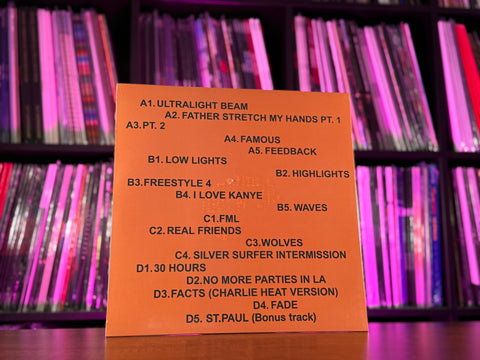 A1. ULTRALIGHT BEAM
A2. FATHER STRETCH MY HANDS PT. 1
A3. PT. 2
A4. FAMOUS
A5. FEEDBACK
B1. LOW LIGHTS
B2. HIGHLIGHTS
B3.FREESTYLE 4
B4. I LOVE KANYE
B5. WAVES
C1.FML
C2. REAL FRIENDS
C3.WOLVES
C4. SILVER SURFER INTERMISSION
D1.30 HOURS
D2.NO MORE PARTIES IN LA
D3. FACTS (CHARLIE HEAT VERSION)
D4. FADE
D5. ST.PAUL (Bonus track)